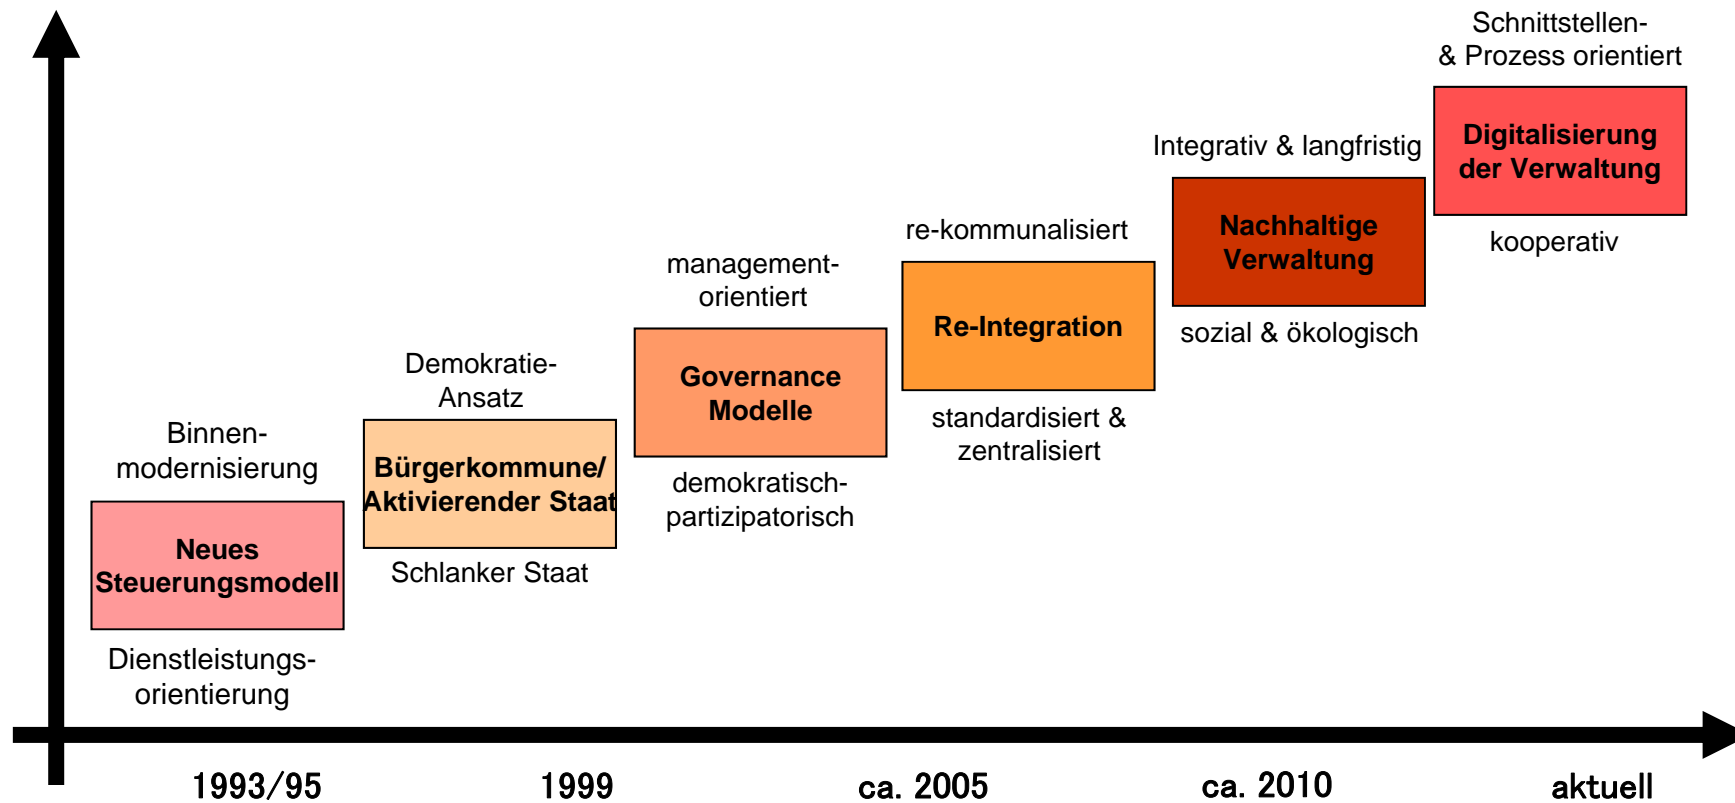 Binnen-
modernisierung
Neues
Steuerungsmodell
Dienstleistungs-
orientierung
Demokratie-
Ansatz
Bürgerkommune/
Aktivierender Staat
Schlanker Staat
management-
orientiert
Governance
Modelle
demokratisch-
partizipatorisch
re-kommunalisiert
Re-Integration
standardisiert &
zentralisiert
Integrativ & langfristig
Nachhaltige
Verwaltung
sozial & ökologisch
Schnittstellen-
& Prozess orientiert
Digitalisierung
der Verwaltung
kooperativ
1993/95
1999
ca. 2005
ca. 2010
aktuell